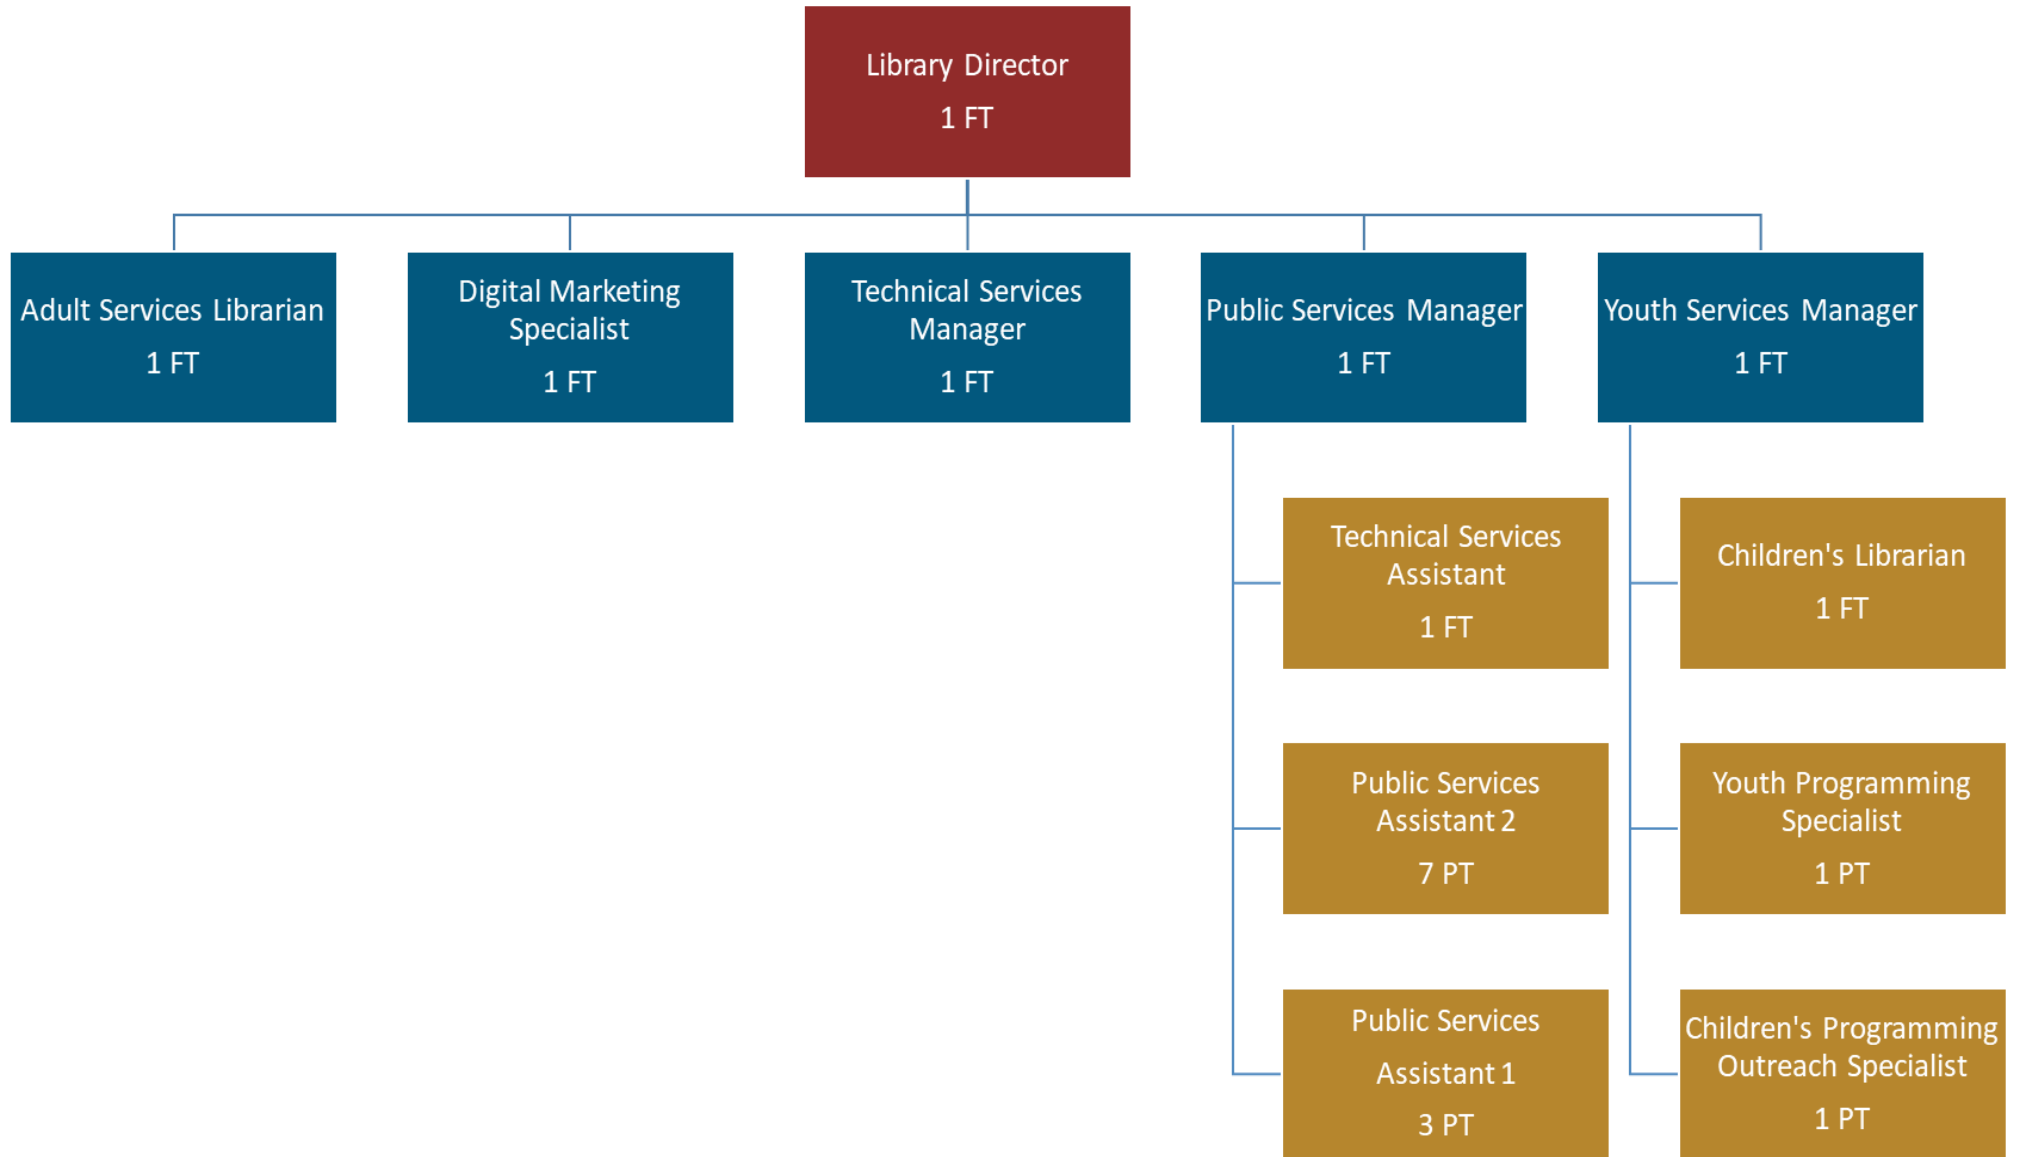 Library Director
1 FT
Adult Services Librarian
1 FT
Digital Marketing
Specialist
1 FT
Technical Services
Manager
1 FT
Public Services Manager
1 FT
Youth Services Manager
1 FT
Technical Services
Assistant
1 FT
Public Services
Assistant 2
7 PT
Public Services
Assistant 1
3 PT
Children's Librarian
1 FT
Youth Programming
Specialist
1 PT
Children's Programming
Outreach Specialist
1 PT